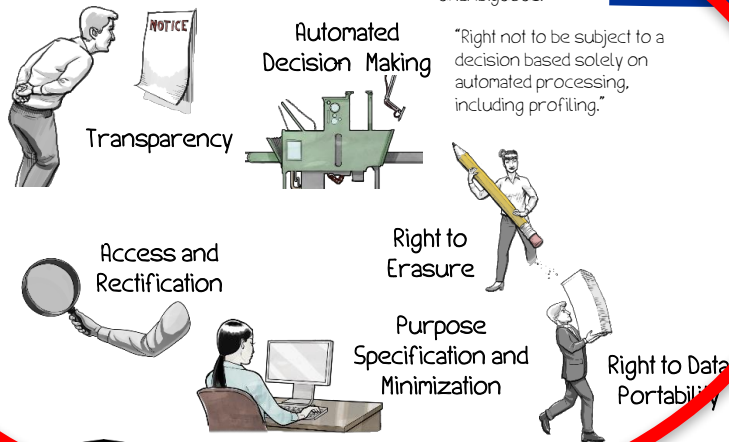 NOTICE
Transparency
Automated
Decision Making
"Right not to be subject to a
decision based solely on
automated processing,
including profiling."
Access and
Rectification
Right to
Erasure
Purpose
Specification and
Minimization
Right to Data
Portability